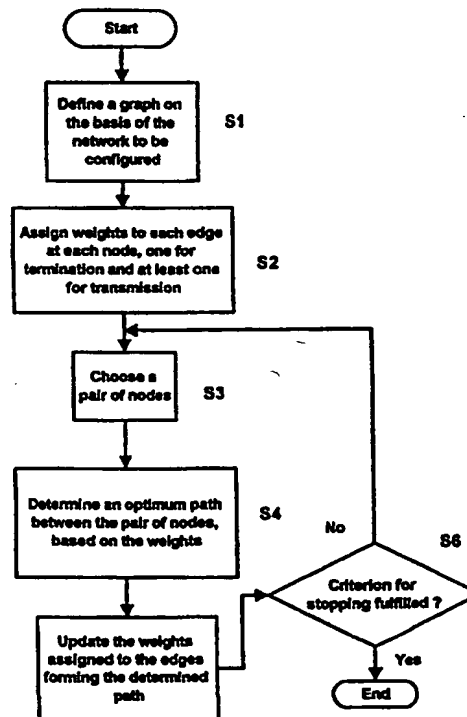 Start
Define a graph on
the basis of the
network to be
configured
S1
Assign weights to each edge
at each node, one for
termination and at least one
for transmission
S2
Choose a
pair of nodes
S3
Determine an optimum path
between the pair of nodes,
based on the weights
S4
Update the weights
assigned to the edges
forming the determined
path
No
S6
Criterion for
stopping fulfilled ?
Yes
End